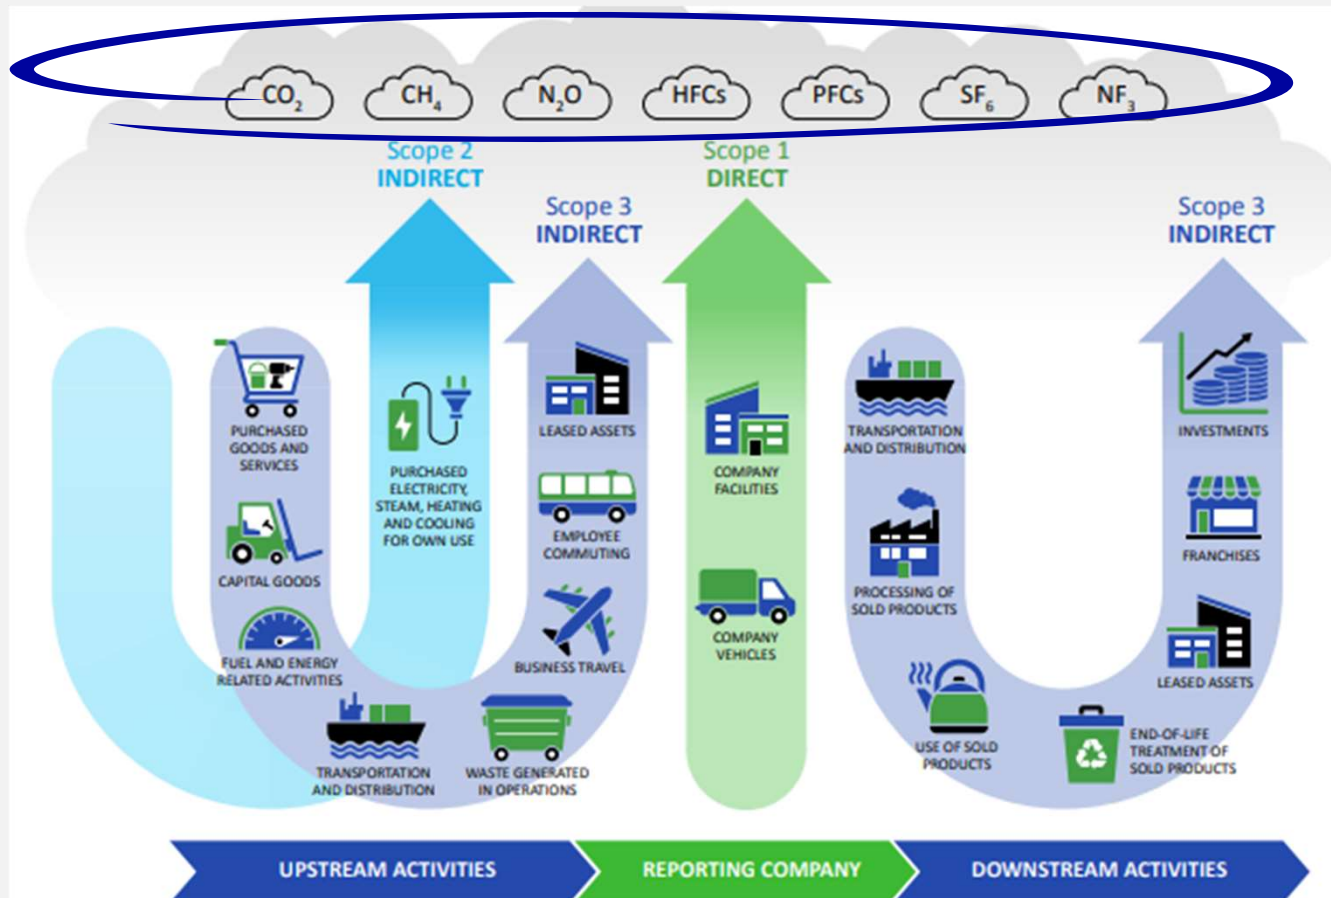 CO₂
CH₄
N₂O
HFCs
PFCs
SF₆
NF₃
Scope 2
INDIRECT
Scope 3
INDIRECT
Scope 1
DIRECT
Scope 3
INDIRECT
PURCHASED
GOODS AND
SERVICES
CAPITAL GOODS
FUEL AND ENERGY
RELATED ACTIVITIES
TRANSPORTATION
AND DISTRIBUTION
WASTE GENERATED
IN OPERATIONS
PURCHASED
ELECTRICITY,
STEAM, HEATING
AND COOLING
FOR OWN USE
LEASED ASSETS
EMPLOYEE
COMMUTING
BUSINESS TRAVEL
COMPANY
FACILITIES
COMPANY
VEHICLES
TRANSPORTATION
AND DISTRIBUTION
PROCESSING OF
SOLD PRODUCTS
USE OF SOLD
PRODUCTS
END-OF-LIFE
TREATMENT OF
SOLD PRODUCTS
INVESTMENTS
FRANCHISES
LEASED ASSETS
UPSTREAM ACTIVITIES
REPORTING COMPANY
DOWNSTREAM ACTIVITIES